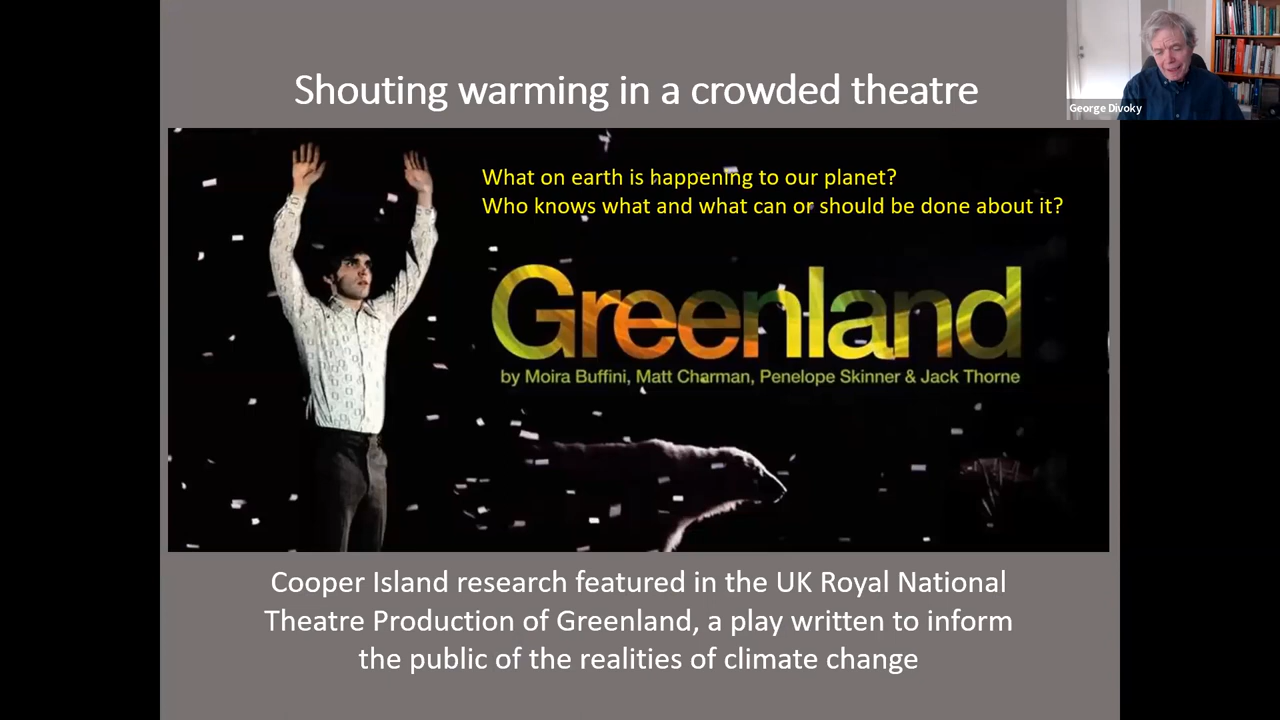 Shouting warming in a crowded theatre
George Divoky
What on earth is happening to our planet?
Who knows what and what can or should be done about it?
Greenland
by Moira Buffini, Matt Charman, Penelope Skinner & Jack Thorne
Cooper Island research featured in the UK Royal National
Theatre Production of Greenland, a play written to inform
the public of the realities of climate change